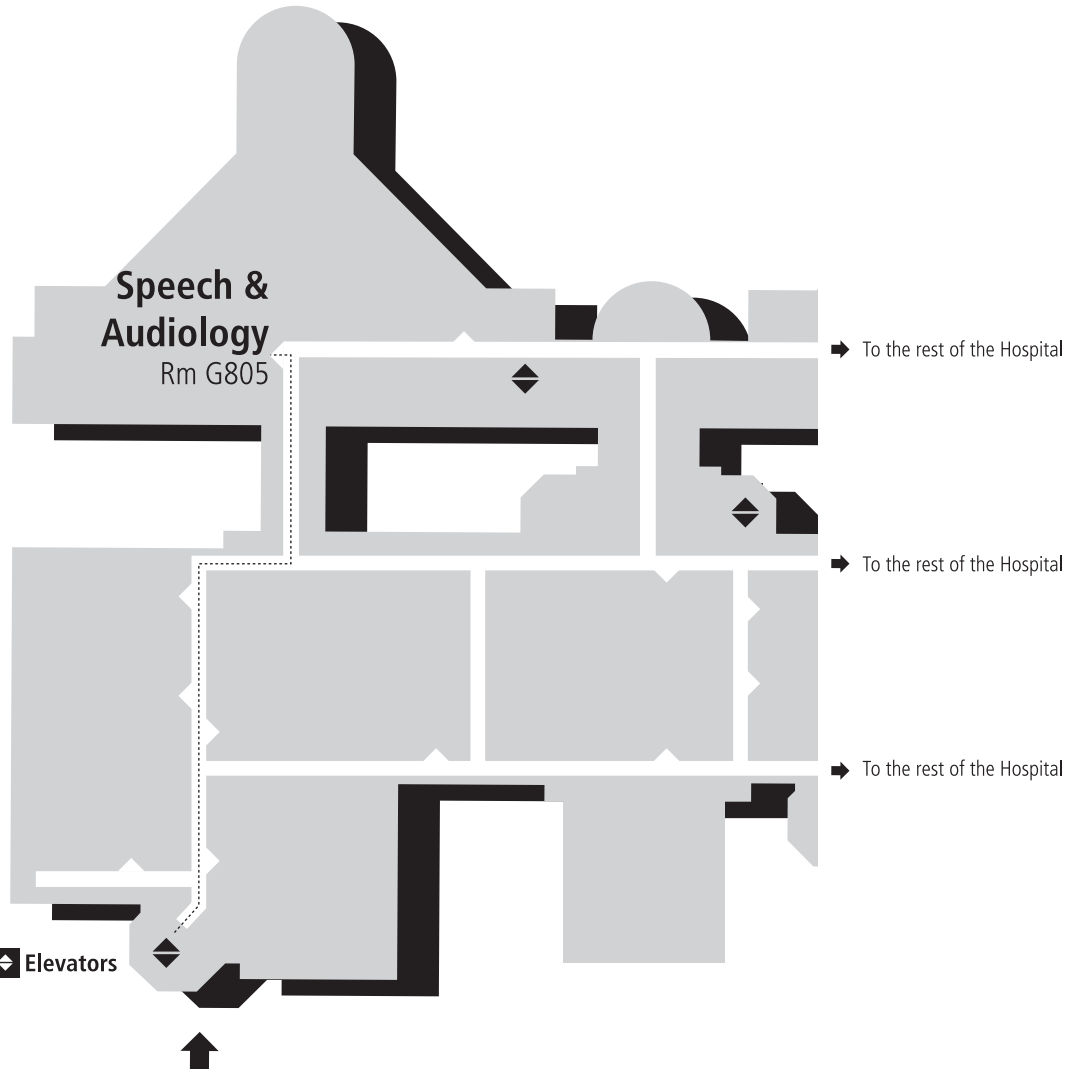 Speech &
Audiology
Rm G805
To the rest of the Hospital
To the rest of the Hospital
To the rest of the Hospital
Elevators